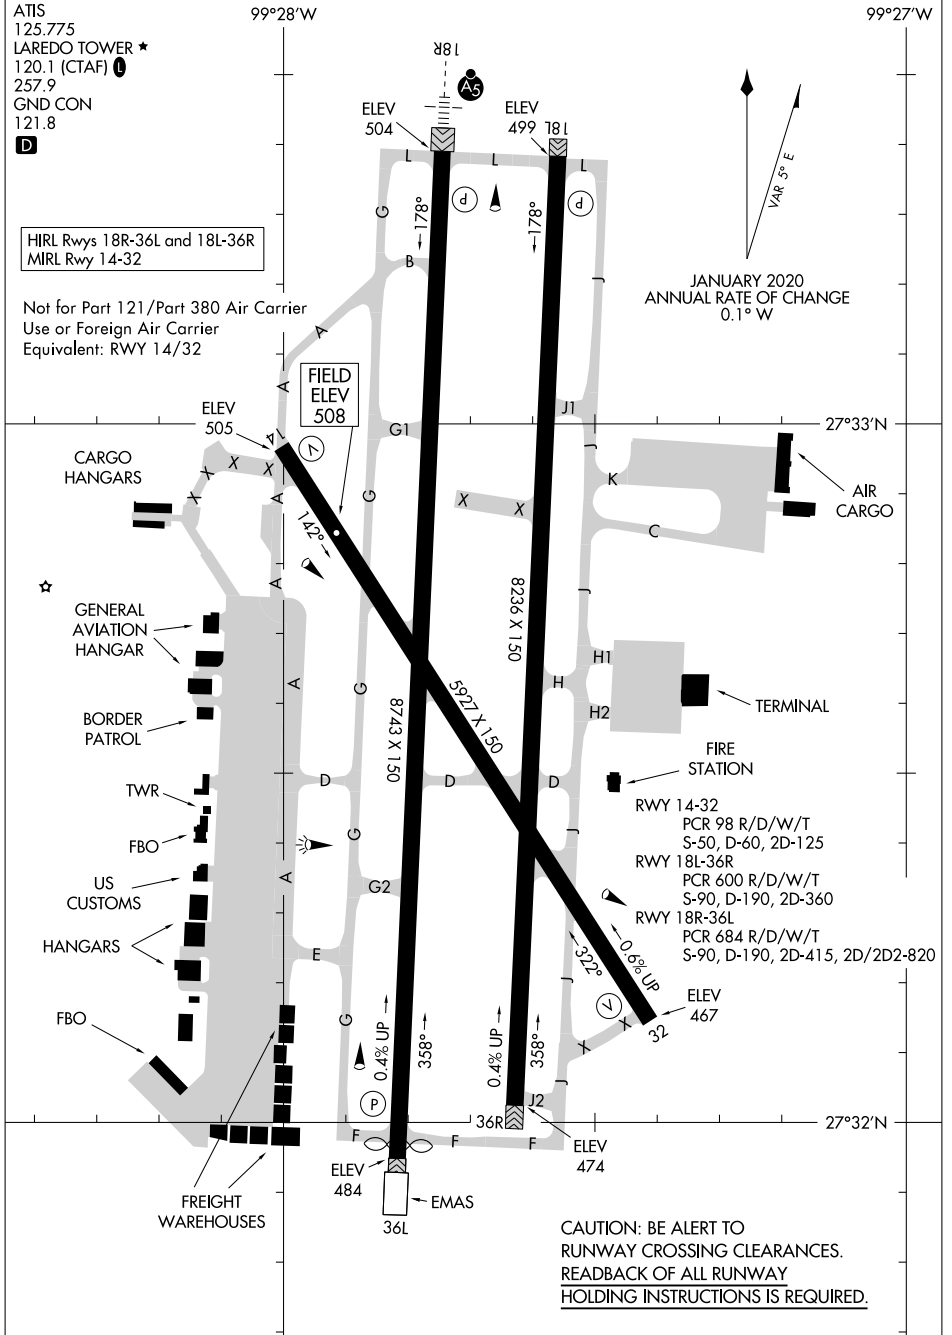 ATIS
125.775
LAREDO TOWER
120.1 (CTAF) L
257.9
GND CON
121.8
D
99°28'W
99°27'W
18R
A5
ELEV
504
ELEV
499
18L
VAR 5° E
JANUARY 2020
ANNUAL RATE OF CHANGE
0.1° W
HIRL Rwys 18R-36L and 18L-36R
MIRL Rwy 14-32
Not for Part 121/Part 380 Air Carrier
Use or Foreign Air Carrier
Equivalent: RWY 14/32
L
L
L
P
P
G
178°
178°
B
J
A
A
FIELD
ELEV
508
ELEV
505
14
V
G1
J1
27°33'N
CARGO
HANGARS
X
X
X
X
A
G
X
X
J
K
C
AIR
CARGO
142°
A
J
8236 X 150
GENERAL
AVIATION
HANGAR
H1
A
G
H
H2
TERMINAL
8743 X 150
5927 X 150
BORDER
PATROL
FIRE
STATION
TWR
D
D
D
FBO
G
J
RWY 14-32
PCR 98 R/D/W/T
S-50, D-60, 2D-125
RWY 18L-36R
PCR 600 R/D/W/T
S-90, D-190, 2D-360
RWY 18R-36L
PCR 684 R/D/W/T
S-90, D-190, 2D-415, 2D/2D2-820
US
CUSTOMS
A
G2
HANGARS
E
322°
0.6% UP
J
FBO
G
V
ELEV
467
32
X
X
0.4% UP
358°
0.4% UP
358°
J
P
J2
36R
27°32'N
F
F
F
ELEV
474
ELEV
484
EMAS
36L
FREIGHT
WAREHOUSES
CAUTION: BE ALERT TO
RUNWAY CROSSING CLEARANCES.
READBACK OF ALL RUNWAY
HOLDING INSTRUCTIONS IS REQUIRED.